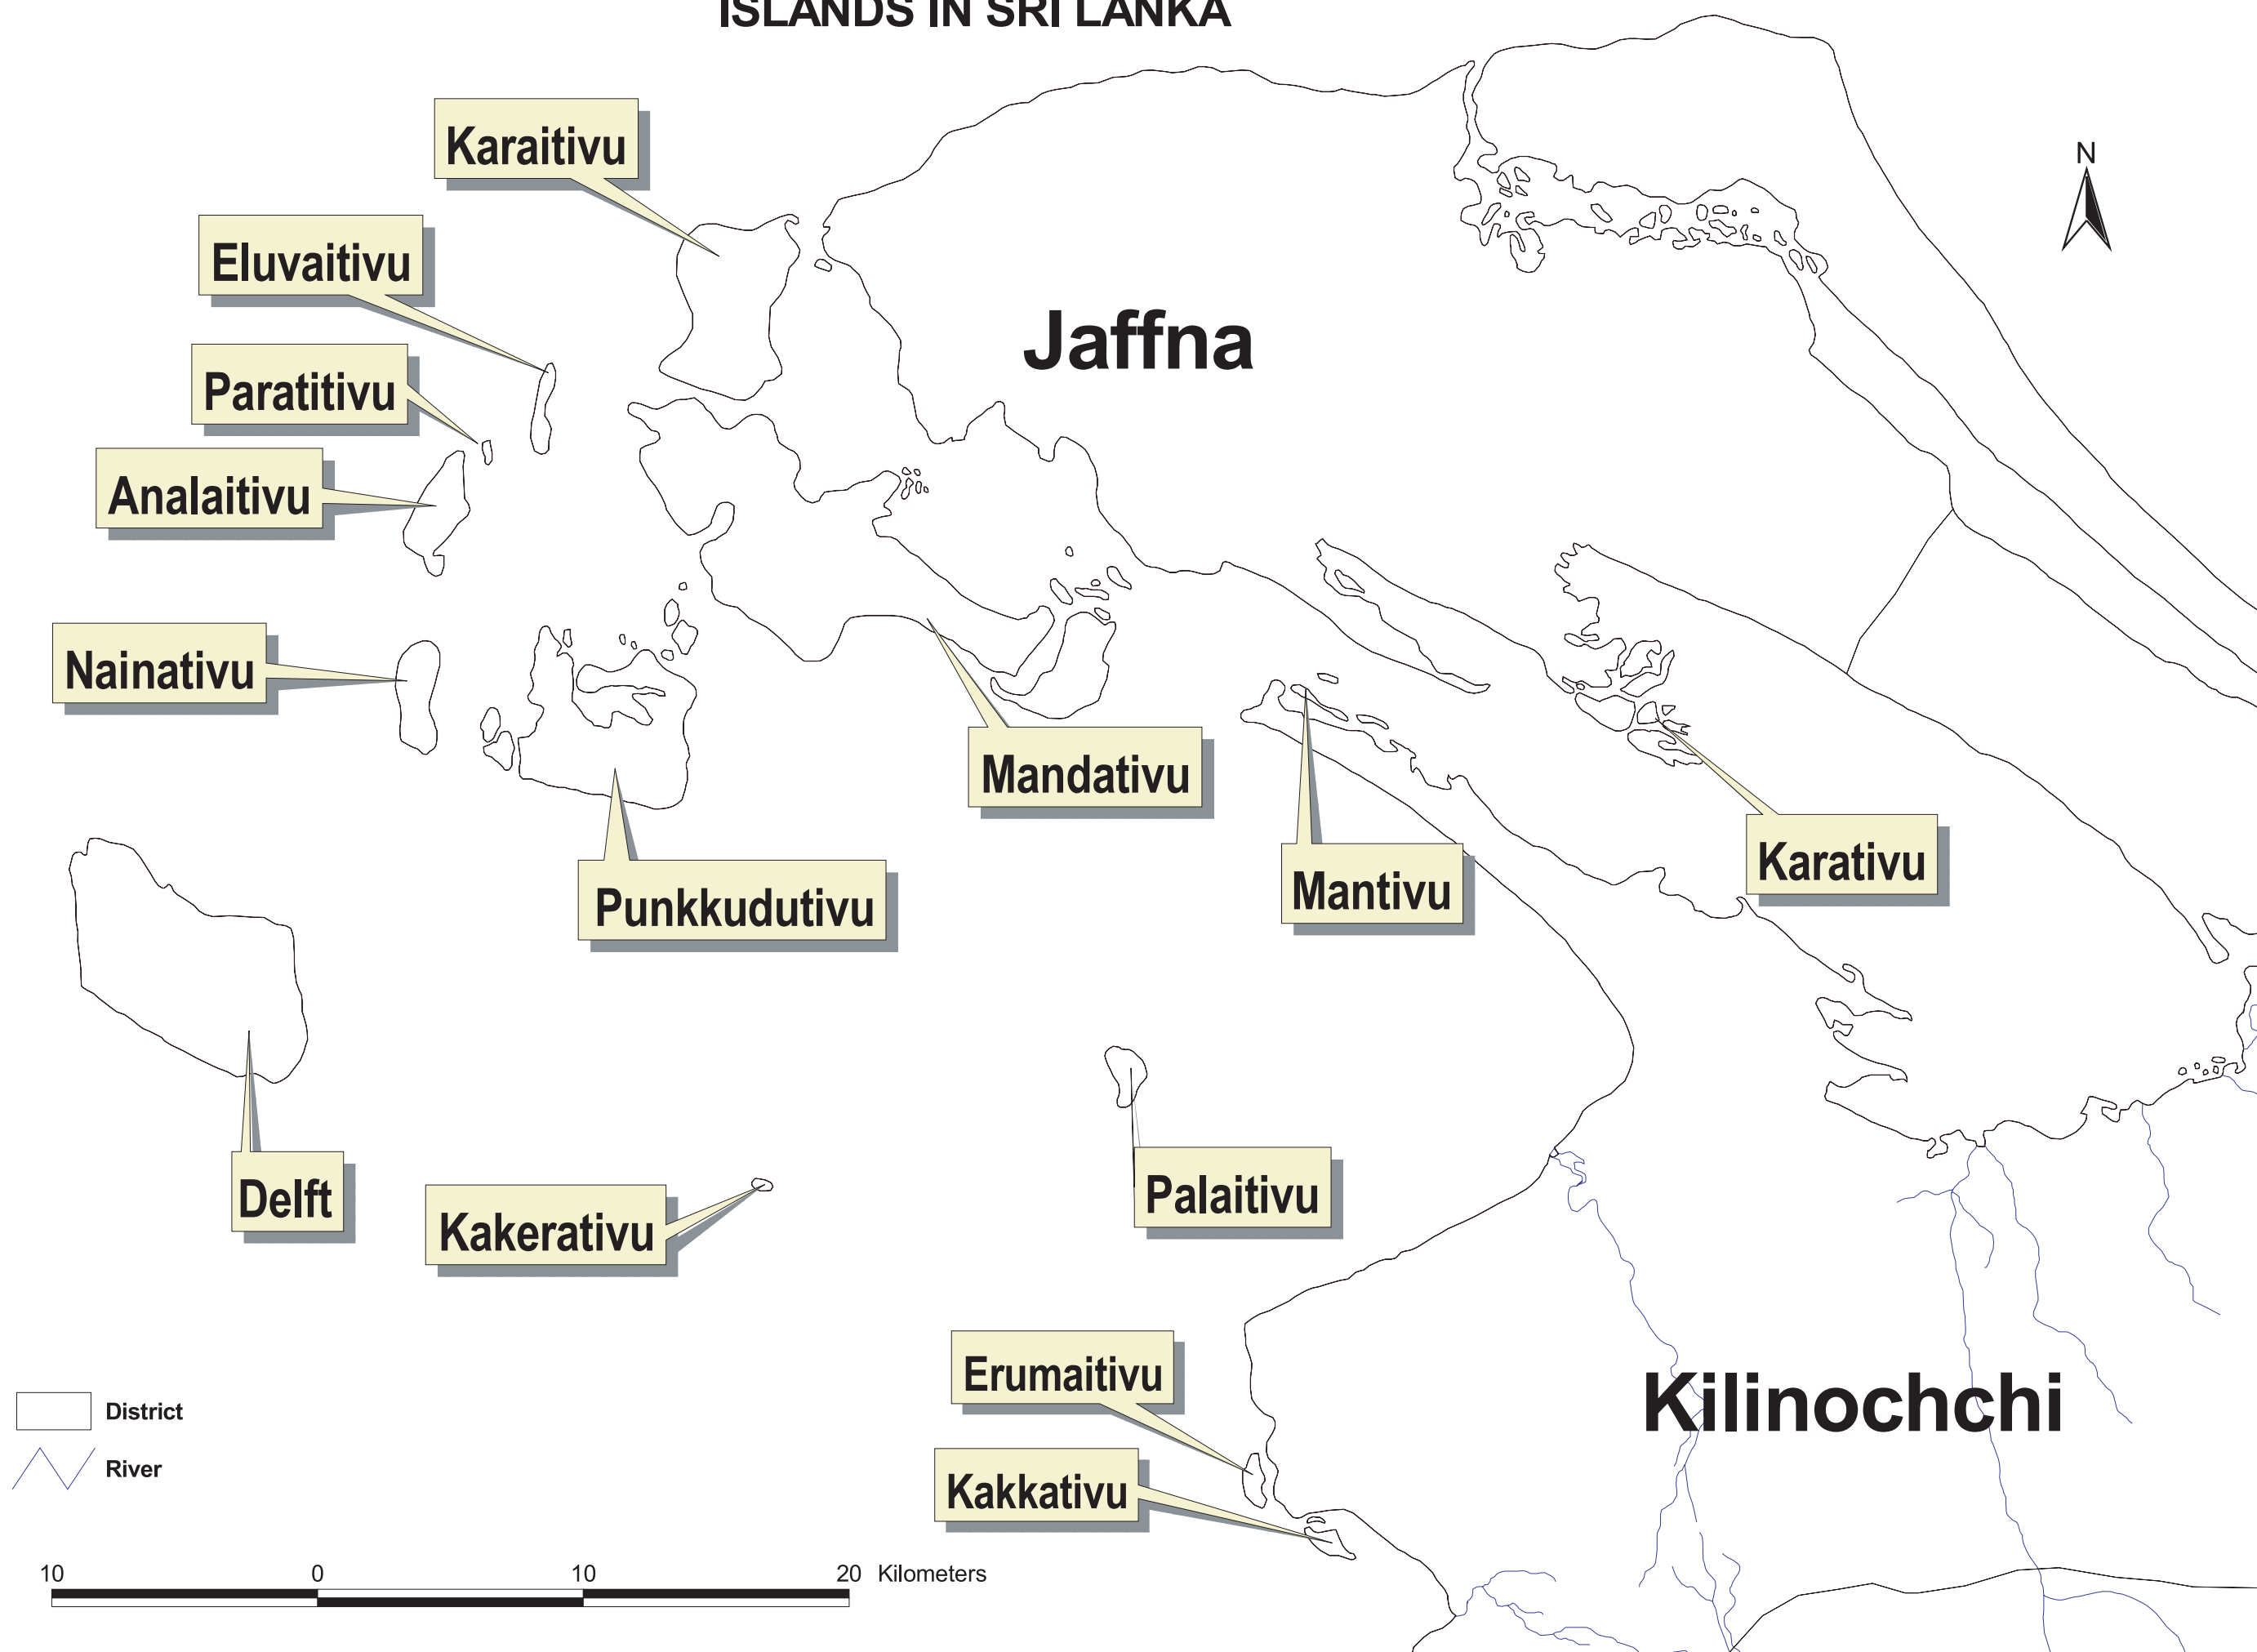 ISLANDS IN SRI LANKA
Karaitivu
N
Eluvaitivu
Jaffna
Paratitivu
Analaitivu
Nainativu
Mandativu
Karativu
Mantivu
Punkkudutivu
Delft
Palaitivu
Kakerativu
Erumaitivu
Kilinochchi
District
River
Kakkativu
10 0 10 20 Kilometers